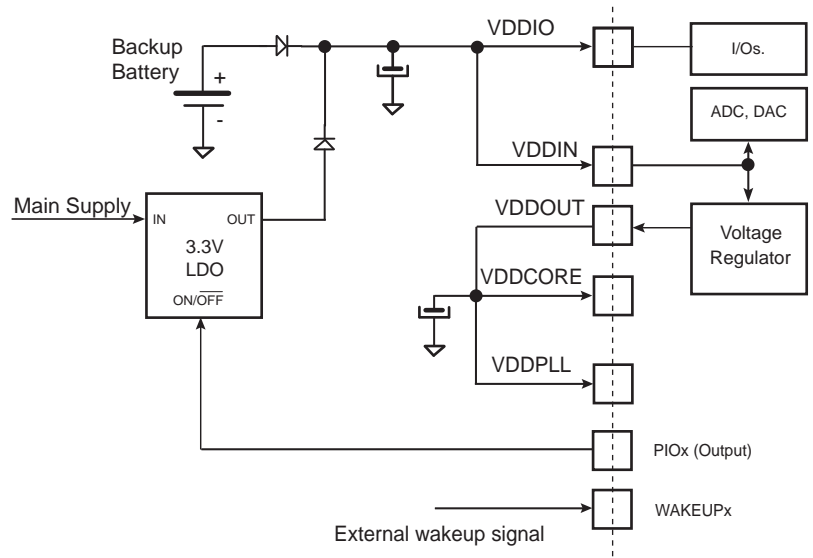 VDDIO
Backup
Battery
+
-
I/Os.
ADC, DAC
VDDIN
Main Supply
IN
OUT
3.3V
LDO
ON/OFF
VDDOUT
Voltage
Regulator
VDDCORE
VDDPLL
PIOx (Output)
WAKEUPx
External wakeup signal